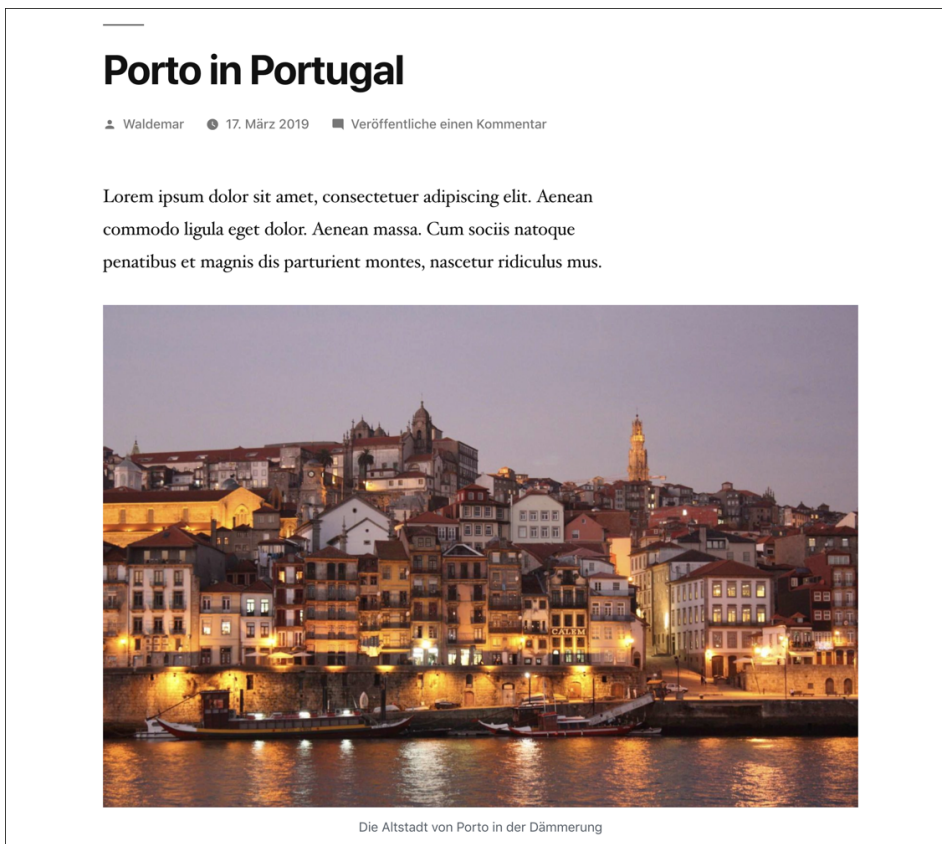 Porto in Portugal
Waldemar 17. März 2019 Veröffentliche einen Kommentar
Lorem ipsum dolor sit amet, consectetuer adipiscing elit. Aenean
commodo ligula eget dolor. Aenean massa. Cum sociis natoque
penatibus et magnis dis parturient montes, nascetur ridiculus mus.
CALEM
Die Altstadt von Porto in der Dämmerung